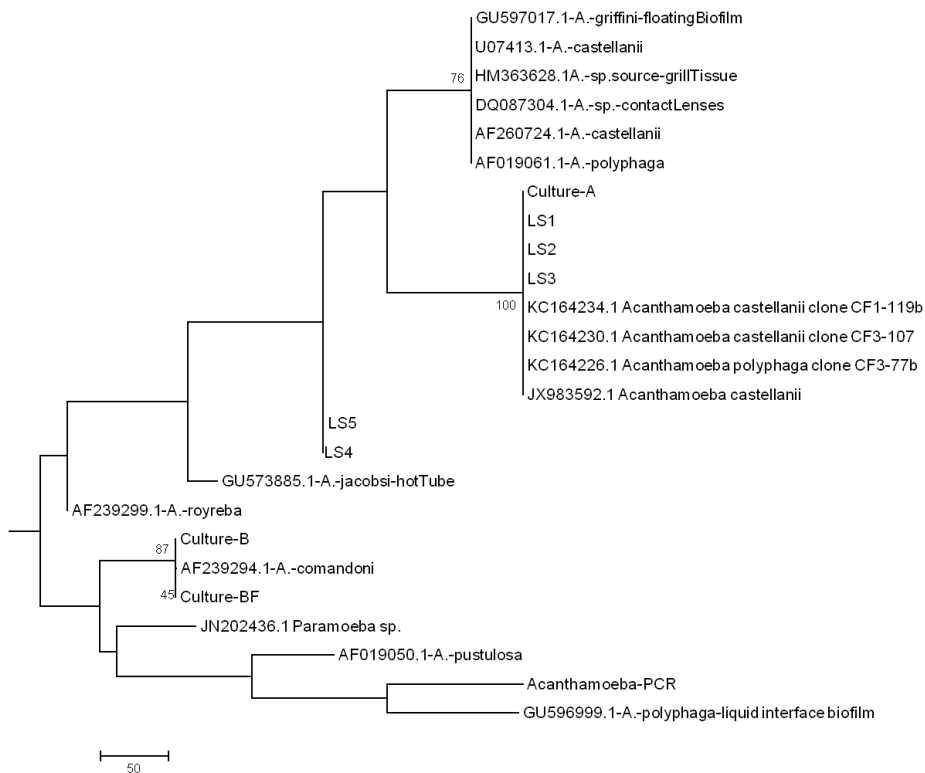 GU597017.1-A.-griffini-floatingBiofilm
U07413.1-A.-castellanii
HM363628.1A.-sp.source-grillTissue
76
DQ087304.1-A.-sp.-contactLenses
AF260724.1-A.-castellanii
AF019061.1-A.-polyphaga
Culture-A
LS1
LS2
LS3
100
KC164234.1 Acanthamoeba castellanii clone CF1-119b
KC164230.1 Acanthamoeba castellanii clone CF3-107
KC164226.1 Acanthamoeba polyphaga clone CF3-77b
JX983592.1 Acanthamoeba castellanii
LS5
LS4
GU573885.1-A.-jacobsi-hotTube
AF239299.1-A.-royreba
Culture-B
87
AF239294.1-A.-comandoni
45
Culture-BF
JN202436.1 Paramoeba sp.
AF019050.1-A.-pustulosa
Acanthamoeba-PCR
GU596999.1-A.-polyphaga-liquid interface biofilm
50